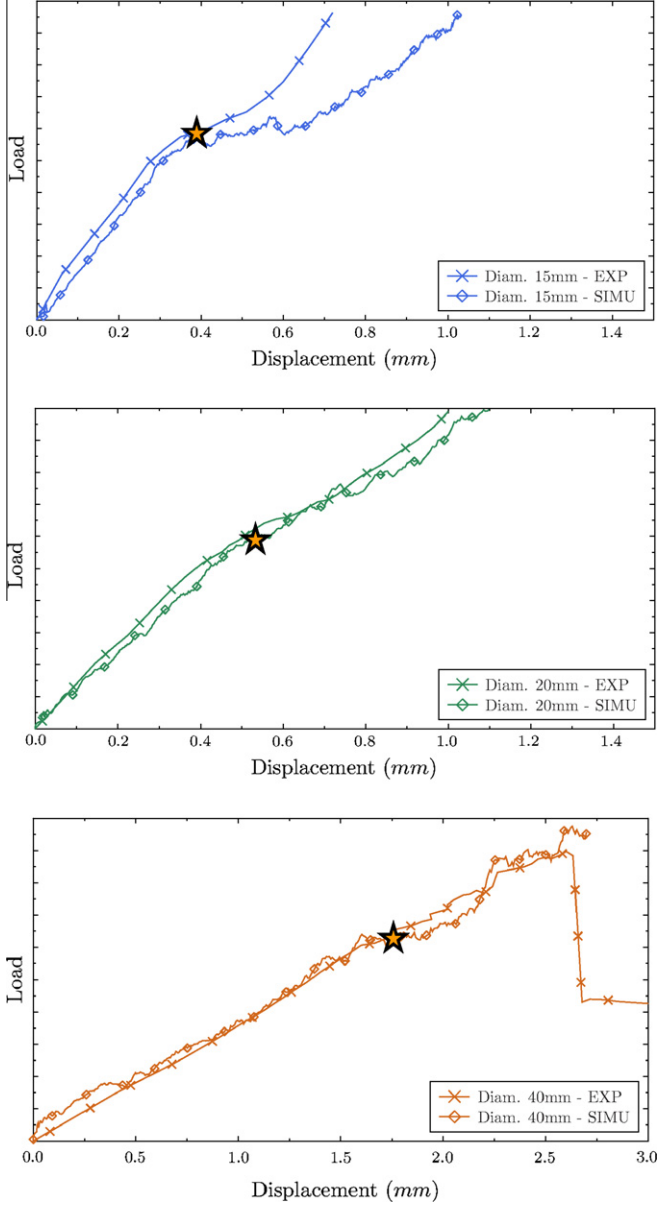 Load
Diam. 15mm - EXP
Diam. 15mm - SIMU
0.0 0.2 0.4 0.6 0.8 1.0 1.2 1.4
Displacement (mm)
Load
Diam. 20mm - EXP
Diam. 20mm - SIMU
0.0 0.2 0.4 0.6 0.8 1.0 1.2 1.4
Displacement (mm)
Load
Diam. 40mm - EXP
Diam. 40mm - SIMU
0.0 0.5 1.0 1.5 2.0 2.5 3.0
Displacement (mm)